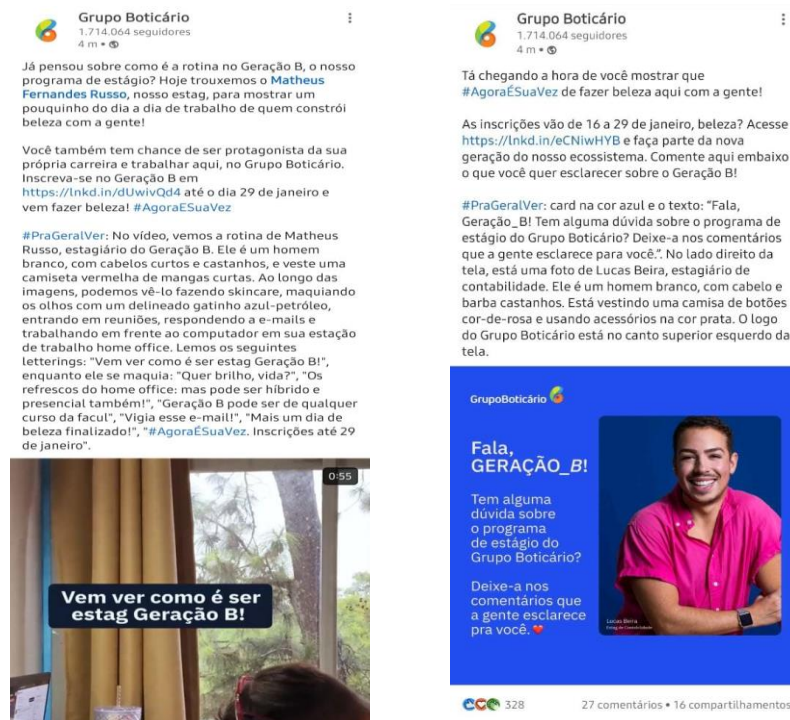 Grupo Boticário
1.714.064 seguidores
4 m •
Já pensou sobre como é a rotina no Geração B, o nosso
programa de estágio? Hoje trouxemos o Matheus
Fernandes Russo, nosso estag, para mostrar um
pouquinho do dia a dia de trabalho de quem constrói
beleza com a gente!
Você também tem chance de ser protagonista da sua
própria carreira e trabalhar aqui, no Grupo Boticário.
Inscreva-se no Geração B em
https://lnkd.in/dUwivQd4 até o dia 29 de janeiro e
vem fazer beleza! #AgoraESuaVez
#PraGeralVer: No vídeo, vemos a rotina de Matheus
Russo, estagiário do Geração B. Ele é um homem
branco, com cabelos curtos e castanhos, e veste uma
camiseta vermelha de mangas curtas. Ao longo das
imagens, podemos vê-lo fazendo skincare, maquiando
os olhos com um delineado gatinho azul-petróleo,
entrando em reuniões, respondendo a e-mails e
trabalhando em frente ao computador em sua estação
de trabalho home office. Lemos os seguintes
letterings: "Vem ver como é ser estag Geração B!",
enquanto ele se maquia: "Quer brilho, vida?", "Os
refrescos do home office: mas pode ser híbrido e
presencial também!", "Geração B pode ser de qualquer
curso da facul", "Vigia esse e-mail!", "Mais um dia de
beleza finalizado!", "#AgoraÉSuaVez. Inscrições até 29
de janeiro".
0:55
Vem ver como é ser
estag Geração B!
Grupo Boticário
1.714.064 seguidores
4 m •
Tá chegando a hora de você mostrar que
#AgoraÉSuaVez de fazer beleza aqui com a gente!
As inscrições vão de 16 a 29 de janeiro, beleza? Acesse
https://lnkd.in/eCNiwHYB e faça parte da nova
geração do nosso ecossistema. Comente aqui embaixo
o que você quer esclarecer sobre o Geração B!
#PraGeralVer: card na cor azul e o texto: “Fala,
Geração_B! Tem alguma dúvida sobre o programa de
estágio do Grupo Boticário? Deixe-a nos comentários
que a gente esclarece para você.”. No lado direito da
tela, está uma foto de Lucas Beira, estagiário de
contabilidade. Ele é um homem branco, com cabelo e
barba castanhos. Está vestindo uma camisa de botões
cor-de-rosa e usando acessórios na cor prata. O logo
do Grupo Boticário está no canto superior esquerdo da
tela.
GrupoBoticário
Fala,
GERAÇÃO_B!
Tem alguma
dúvida sobre
o programa
de estágio do
Grupo Boticário?
Deixe-a nos
comentários que
a gente esclarece
pra você.
Lucas Beira
Estag de Contabilidade
328
27 comentários • 16 compartilhamentos